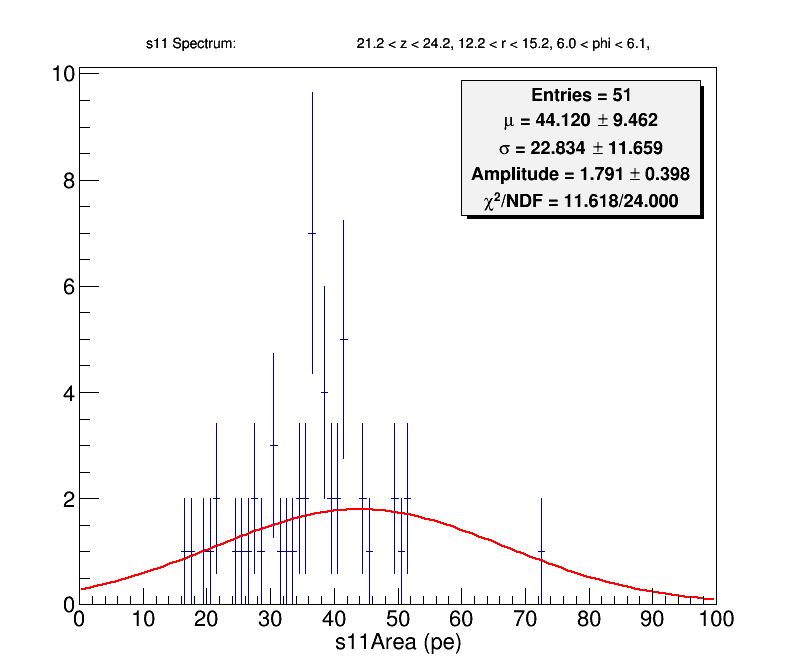 s11 Spectrum: 21.2 < z < 24.2, 12.2 < r < 15.2, 6.0 < phi < 6.1,
Entries = 51
μ = 44.120 ± 9.462
σ = 22.834 ± 11.659
Amplitude = 1.791 ± 0.398
χ²/NDF = 11.618/24.000
10
8
6
4
2
0
0 10 20 30 40 50 60 70 80 90 100
s11Area (pe)